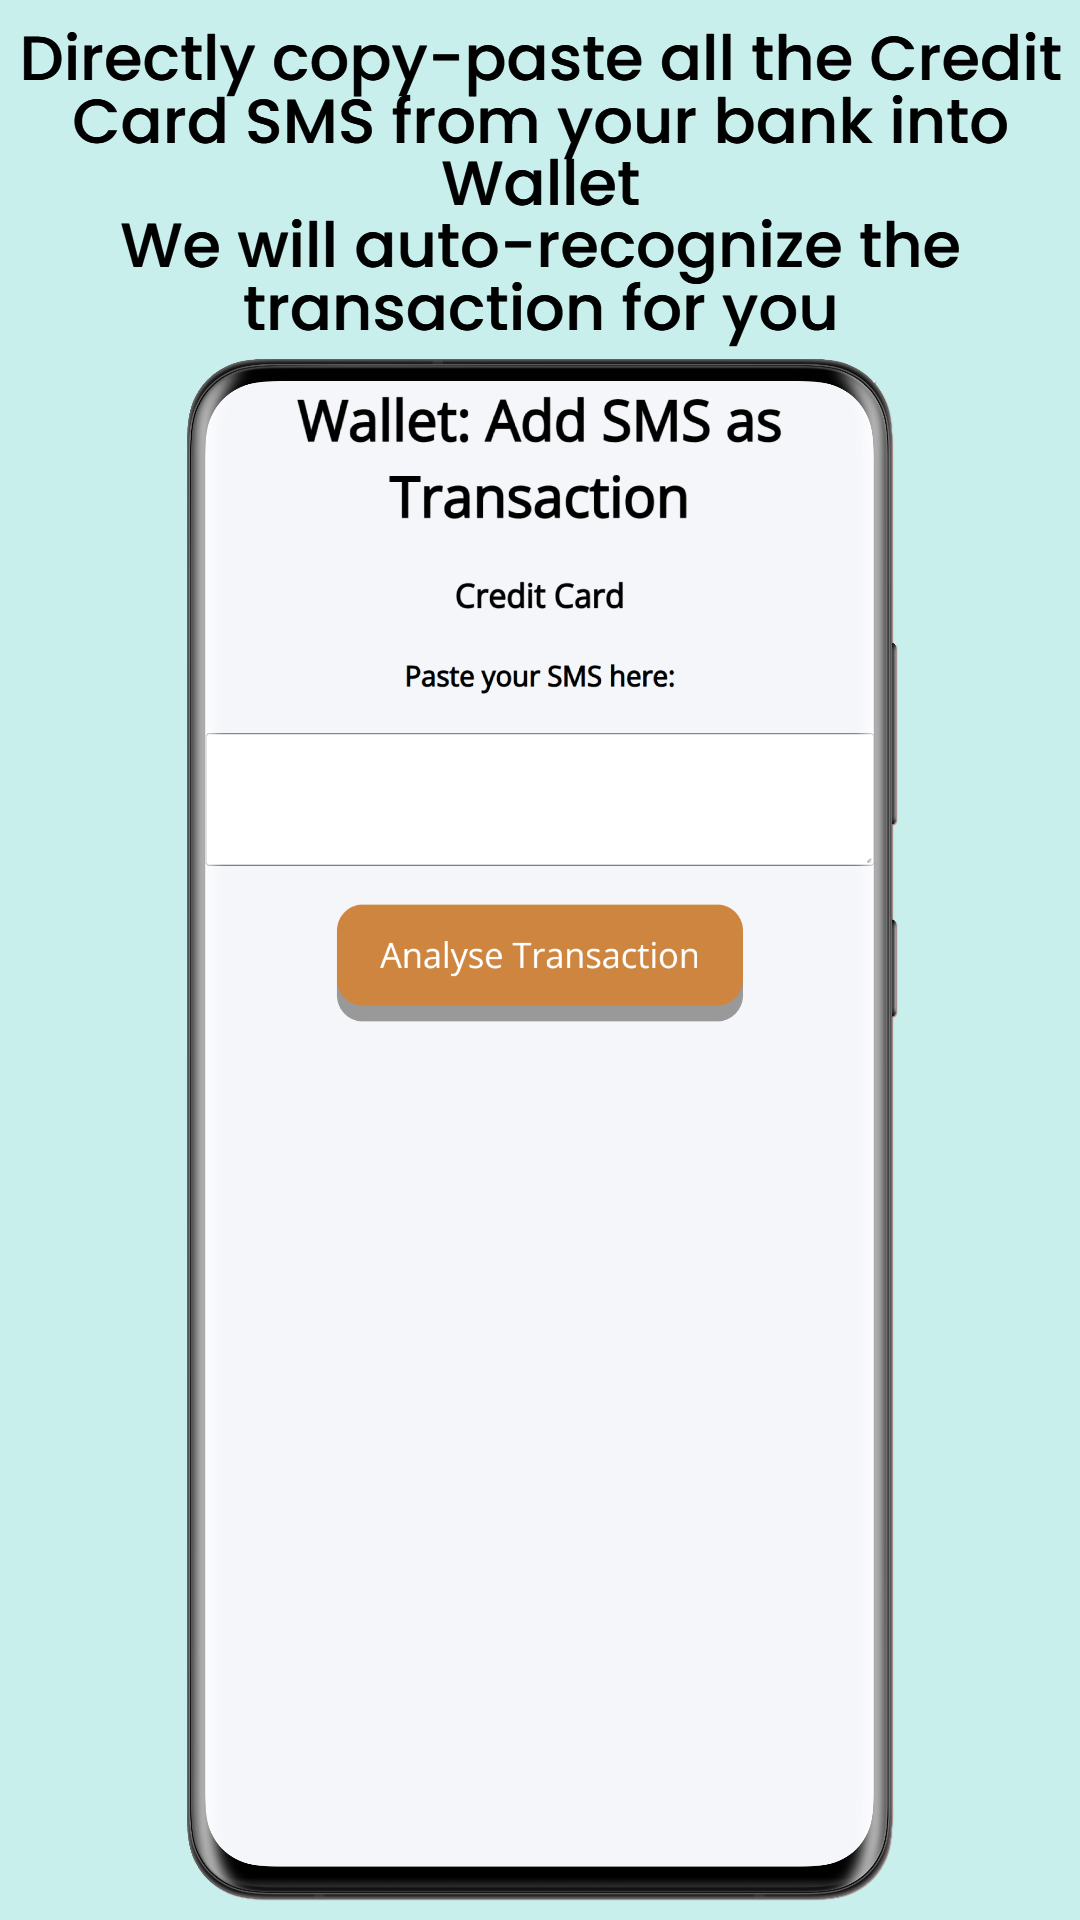 Directly copy-paste all the Credit
Card SMS from your bank into
Wallet
We will auto-recognize the
transaction for you
Wallet: Add SMS as
Transaction
Credit Card
Paste your SMS here:
Analyse Transaction